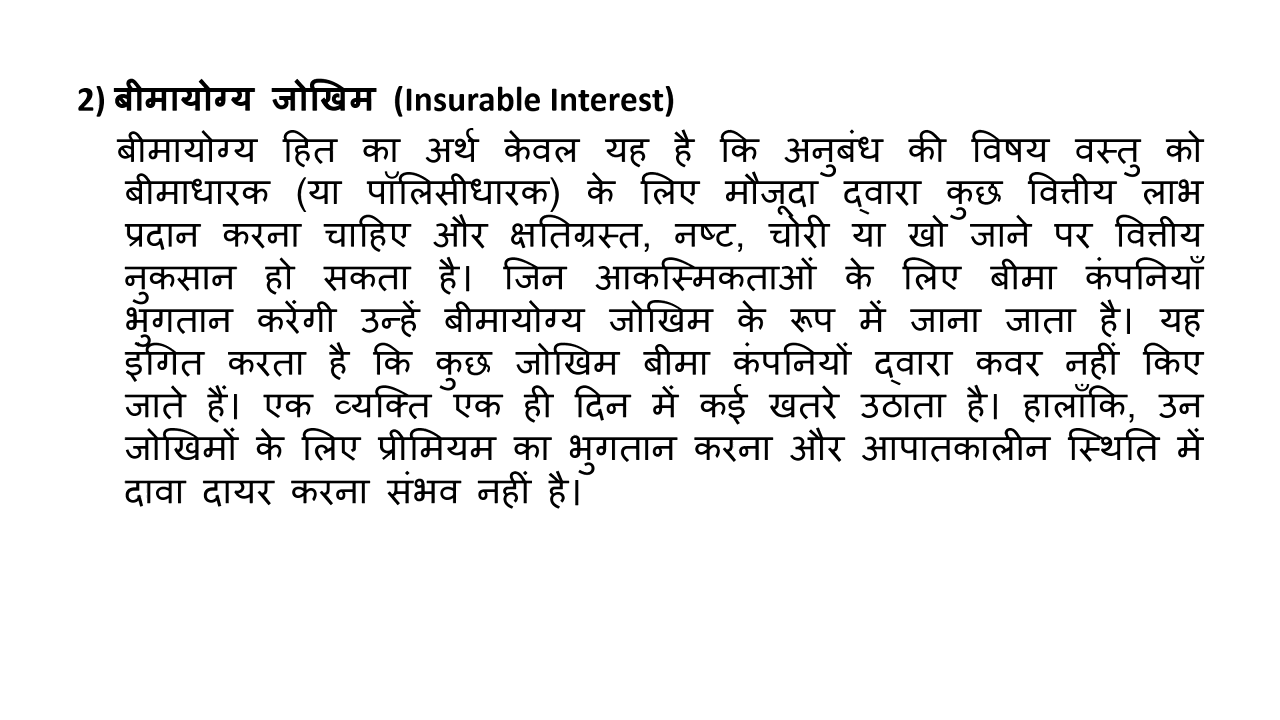 2) बीमायोग्य जोखिम (Insurable Interest)
बीमायोग्य हित का अर्थ केवल यह है कि अनुबंध की विषय वस्तु को
बीमाधारक (या पॉलिसीधारक) के लिए मौजूदा द्वारा कुछ वित्तीय लाभ
प्रदान करना चाहिए और क्षतिग्रस्त, नष्ट, चोरी या खो जाने पर वित्तीय
नुकसान हो सकता है। जिन आकस्मिकताओं के लिए बीमा कंपनियाँ
भुगतान करेंगी उन्हें बीमायोग्य जोखिम के रूप में जाना जाता है। यह
इंगित करता है कि कुछ जोखिम बीमा कंपनियों द्वारा कवर नहीं किए
जाते हैं। एक व्यक्ति एक ही दिन में कई खतरे उठाता है। हालाँकि, उन
जोखिमों के लिए प्रीमियम का भुगतान करना और आपातकालीन स्थिति में
दावा दायर करना संभव नहीं है।